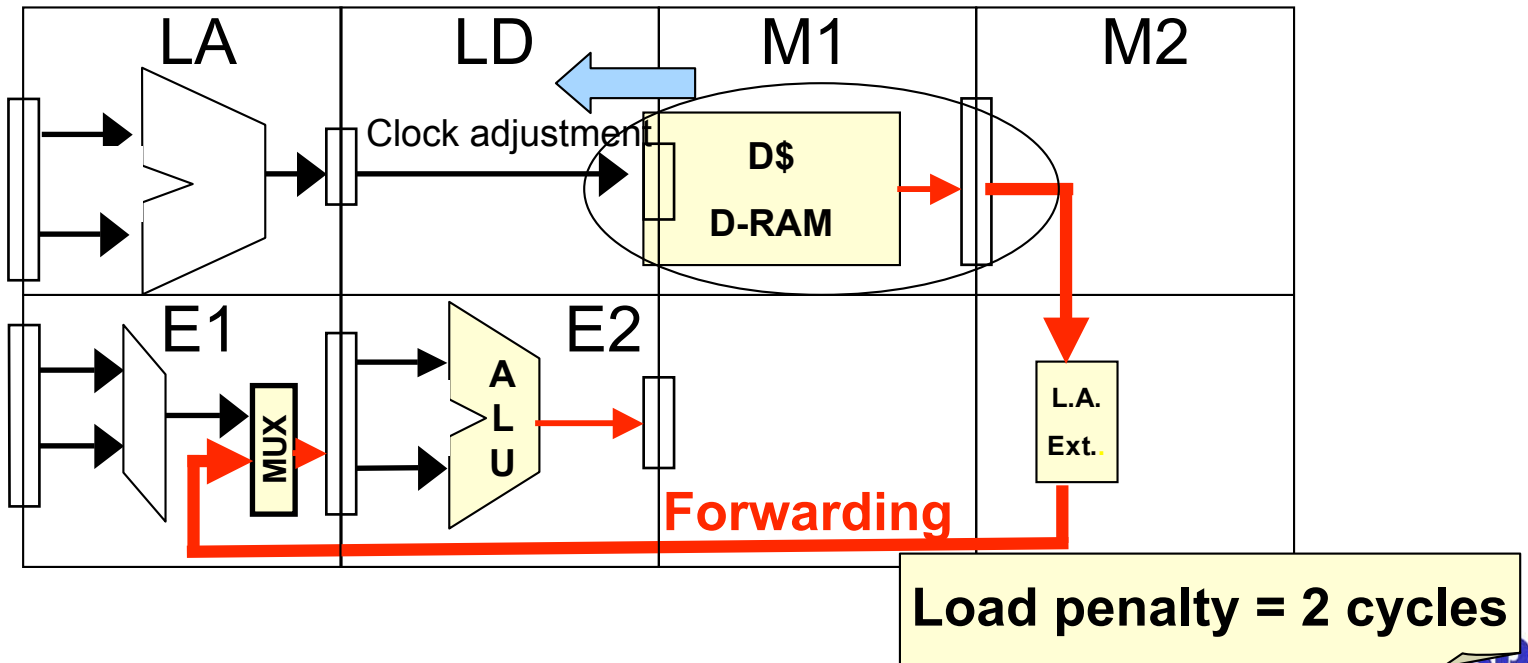 LA
LD
M1
M2
Clock adjustment
D$
D-RAM
E1
E2
MUX
A
L
U
L.A.
Ext..
Forwarding
Load penalty = 2 cycles